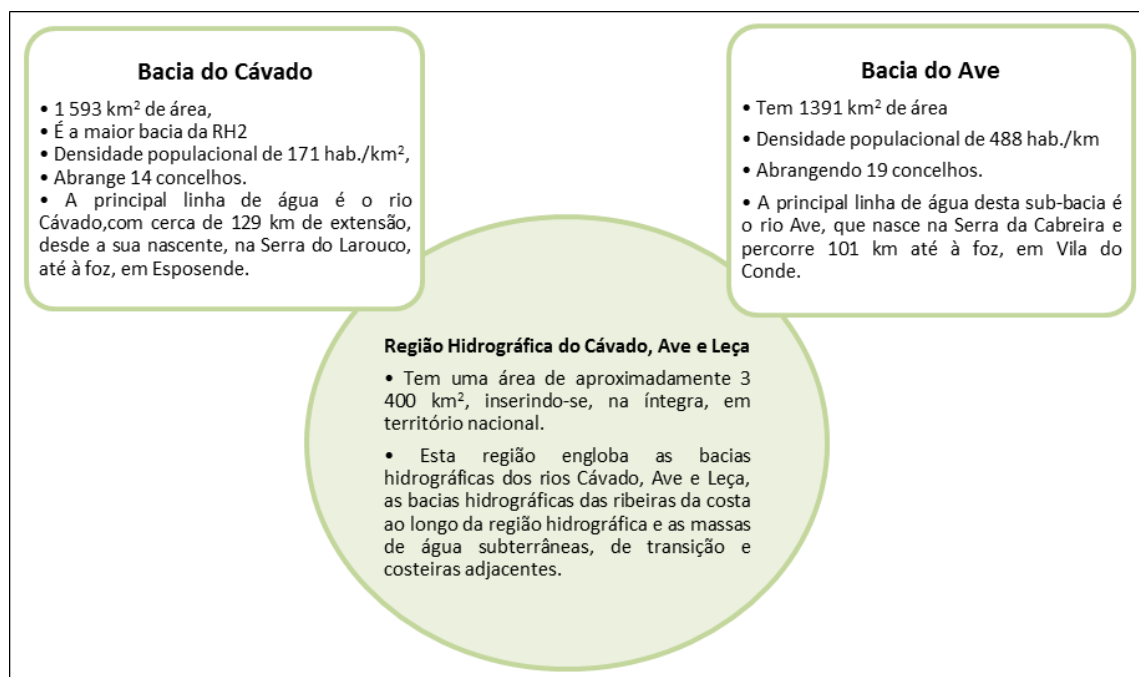 Bacia do Cávado
• 1 593 km² de área,
• É a maior bacia da RH2
• Densidade populacional de 171 hab./km²,
• Abrange 14 concelhos.
• A principal linha de água é o rio
Cávado,com cerca de 129 km de extensão,
desde a sua nascente, na Serra do Larouco,
até à foz, em Esposende.
Bacia do Ave
• Tem 1391 km² de área
• Densidade populacional de 488 hab./km
• Abrangendo 19 concelhos.
• A principal linha de água desta sub-bacia é
o rio Ave, que nasce na Serra da Cabreira e
percorre 101 km até à foz, em Vila do
Conde.
Região Hidrográfica do Cávado, Ave e Leça
• Tem uma área de aproximadamente 3
400 km², inserindo-se, na íntegra, em
território nacional.
• Esta região engloba as bacias
hidrográficas dos rios Cávado, Ave e Leça,
as bacias hidrográficas das ribeiras da costa
ao longo da região hidrográfica e as massas
de água subterrâneas, de transição e
costeiras adjacentes.